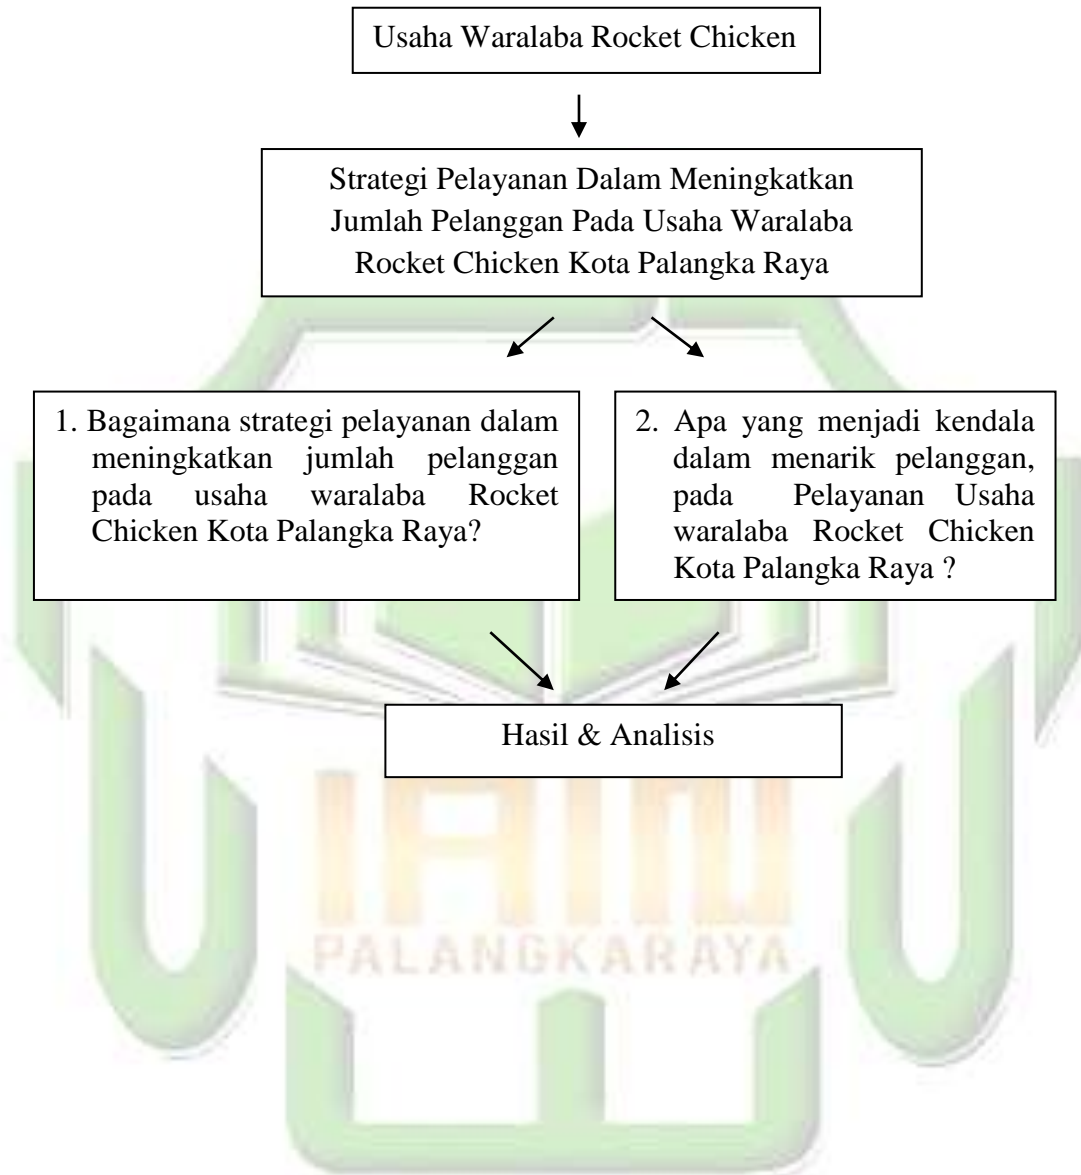 Usaha Waralaba Rocket Chicken
Strategi Pelayanan Dalam Meningkatkan
Jumlah Pelanggan Pada Usaha Waralaba
Rocket Chicken Kota Palangka Raya
1. Bagaimana strategi pelayanan dalam
meningkatkan jumlah pelanggan
pada usaha waralaba Rocket
Chicken Kota Palangka Raya?
2. Apa yang menjadi kendala
dalam menarik pelanggan,
pada Pelayanan Usaha
waralaba Rocket Chicken
Kota Palangka Raya ?
Hasil & Analisis
IAIN
PALANGKARAYA